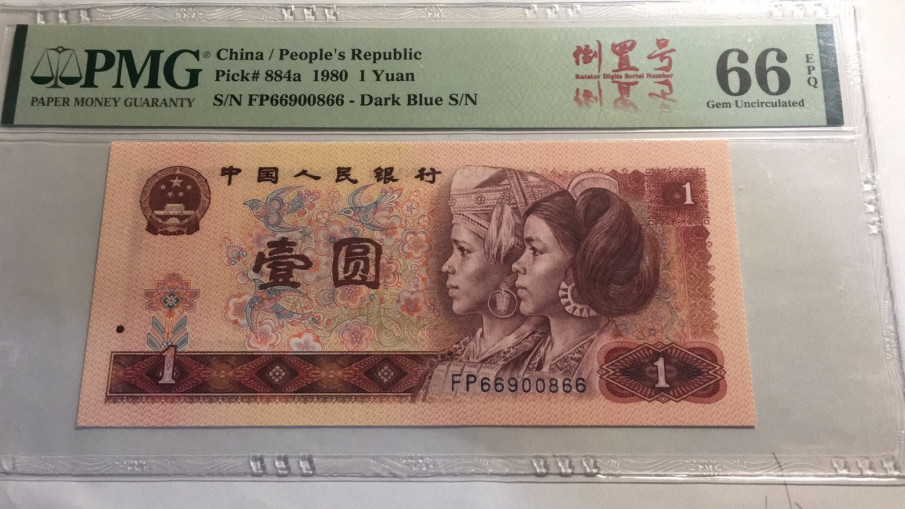 PMG®
PAPER MONEY GUARANTY
China / People's Republic
Pick# 884a 1980 1 Yuan
S/N FP66900866 - Dark Blue S/N
倒置号
Rotator Digits Serial Number
66
EPQ
Gem Uncirculated
中国人民银行
1
壹圆
FP66900866
1
1